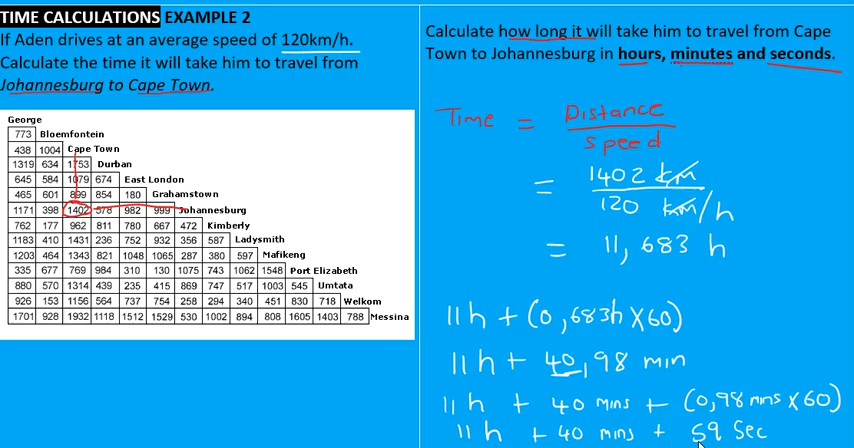 TIME CALCULATIONS EXAMPLE 2
If Aden drives at an average speed of 120km/h.
Calculate the time it will take him to travel from
Johannesburg to Cape Town.
George
773 Bloemfontein
438 1004 Cape Town
1319 634 1753 Durban
645 584 1079 674 East London
465 601 899 854 180 Grahamstown
1171 398 1402 578 982 999 Johannesburg
762 177 962 811 780 667 472 Kimberly
1183 410 1431 236 752 932 356 587 Ladysmith
1203 464 1343 821 1048 1065 287 380 597 Mafikeng
335 677 769 984 310 130 1075 743 1062 1548 Port Elizabeth
880 570 1314 439 235 415 869 747 517 1003 545 Umtata
926 153 1156 564 737 754 258 294 340 451 830 718 Welkom
1701 928 1932 1118 1512 1529 530 1002 894 808 1605 1403 788 Messina
Calculate how long it will take him to travel from Cape
Town to Johannesburg in hours, minutes and seconds.
Time = Distance
speed
= 1402 km
120 km/h
= 11,683 h
11h + (0,683h X 60)
11h + 40,98 min
11 h + 40 mins + (0,98 mins X 60)
11 h + 40 mins + 59 Sec